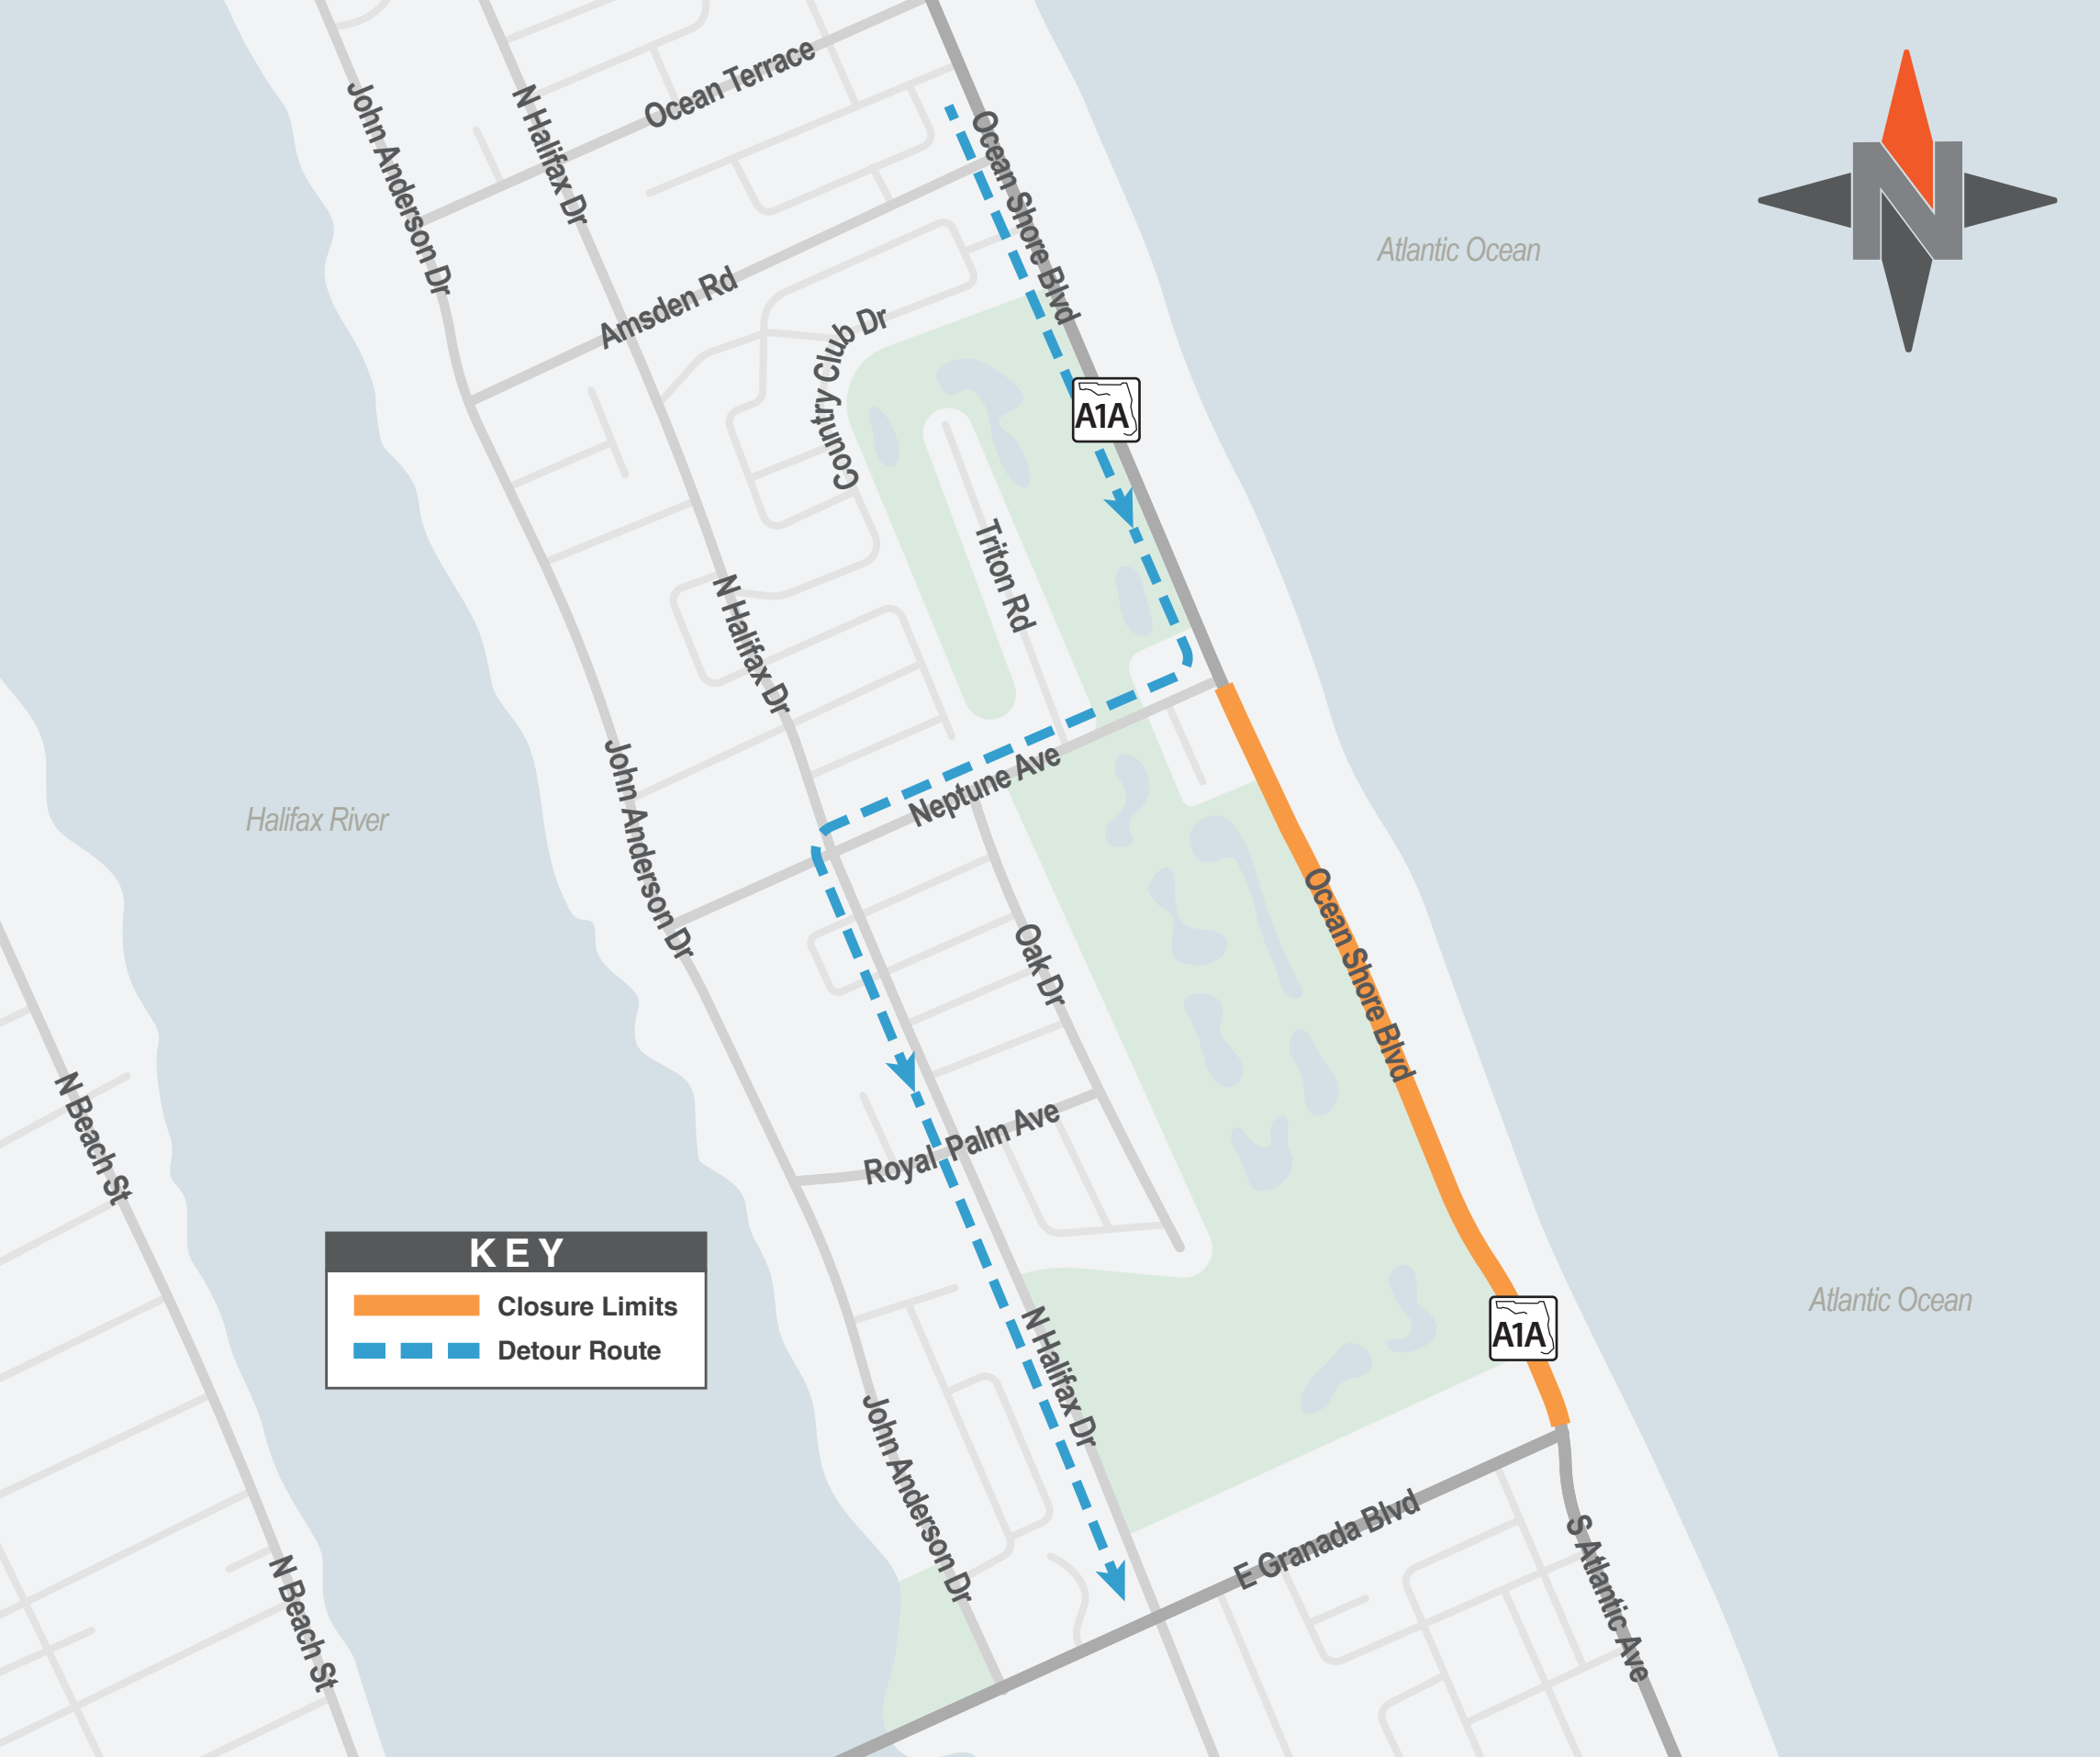 Ocean Terrace
John Anderson Dr
N Halifax Dr
Ocean Shore Blvd
Atlantic Ocean
N
Amsden Rd
Country Club Dr
A1A
Triton Rd
N Halifax Dr
Neptune Ave
John Anderson Dr
Halifax River
Oak Dr
Ocean Shore Blvd
N Beach St
Royal Palm Ave
KEY
Closure Limits
Detour Route
Atlantic Ocean
A1A
N Halifax Dr
John Anderson Dr
E Granada Blvd
S Atlantic Ave
N Beach St